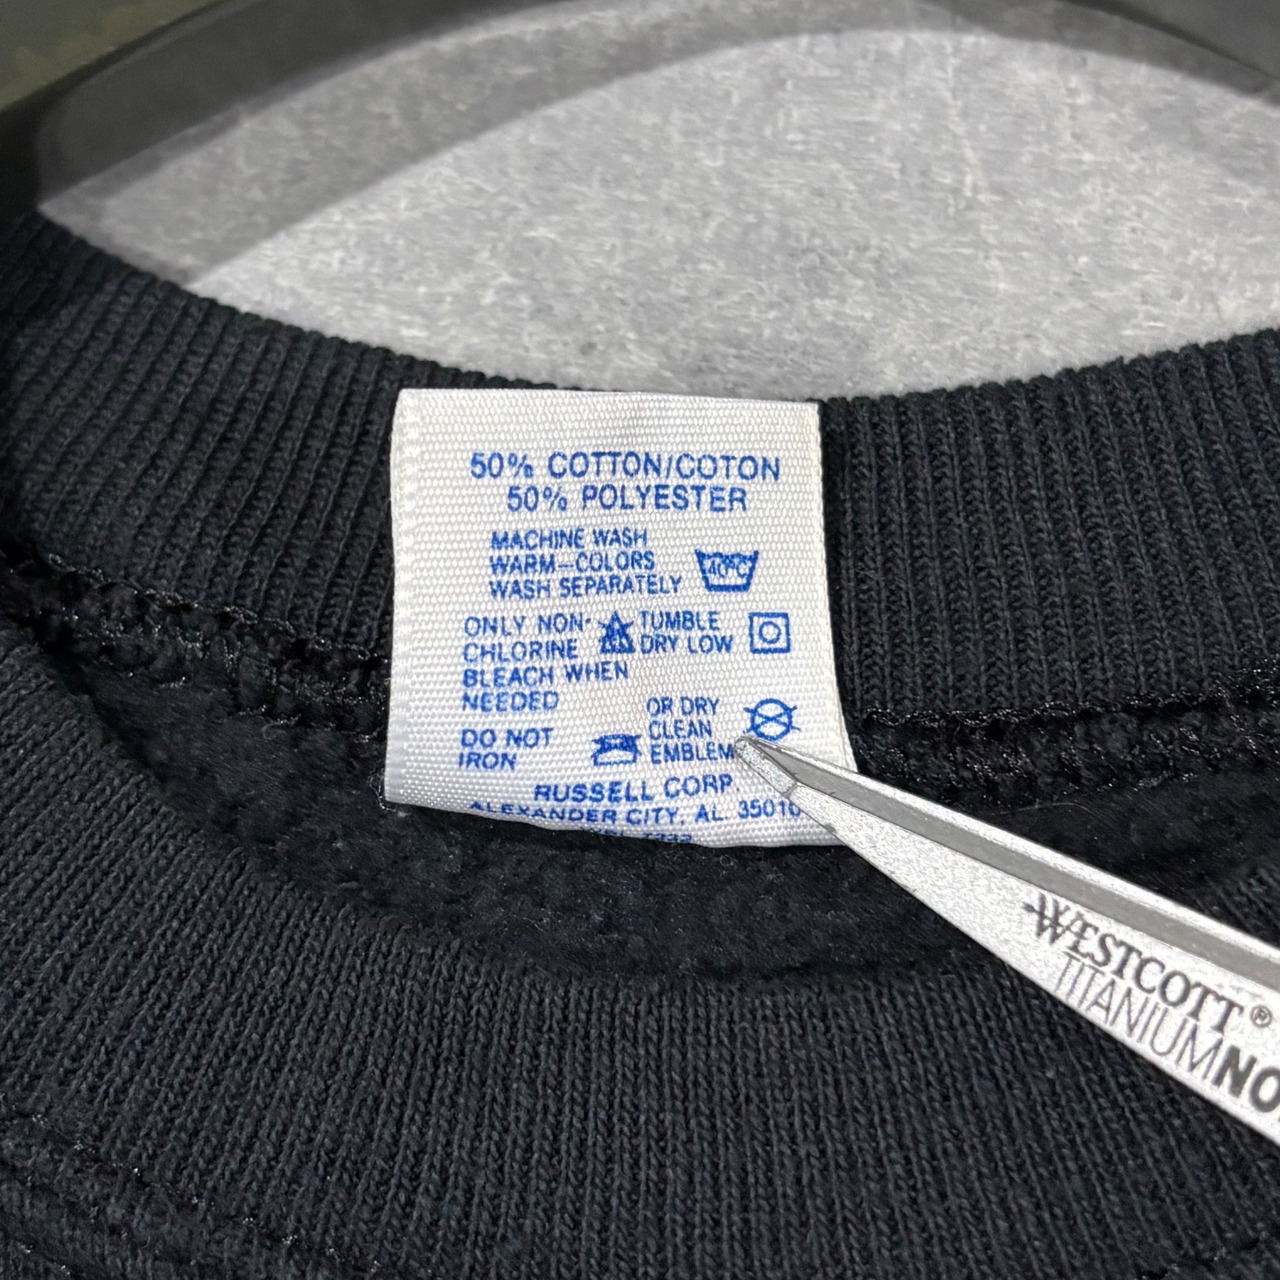 50% COTTON/COTON
50% POLYESTER
MACHINE WASH
WARM-COLORS
WASH SEPARATELY
40°C
ONLY NON-
CHLORINE
BLEACH WHEN
NEEDED
TUMBLE
DRY LOW
DO NOT
IRON
OR DRY
CLEAN
EMBLEM
RUSSELL CORP
ALEXANDER CITY, AL. 35010
WESTCOTT®
TITANIUM